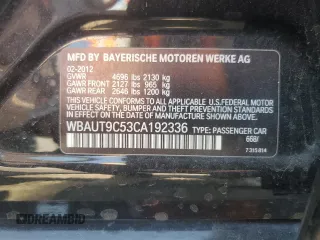 MFD BY BAYERISCHE MOTOREN WERKE AG
02-2012
GVWR 4696 lbs 2130 kg
GAWR FRONT 2127 lbs 965 kg
GAWR REAR 2646 lbs 1200 kg
THIS VEHICLE CONFORMS TO ALL APPLICABLE
FEDERAL MOTOR VEHICLE SAFETY, BUMPER,
AND THEFT PREVENTION STANDARDS IN EFFECT
ON THE DATE OF MANUFACTURE SHOWN ABOVE.
WBAUT9C53CA192336 TYPE: PASSENGER CAR
668/
7315814
DREAMBID